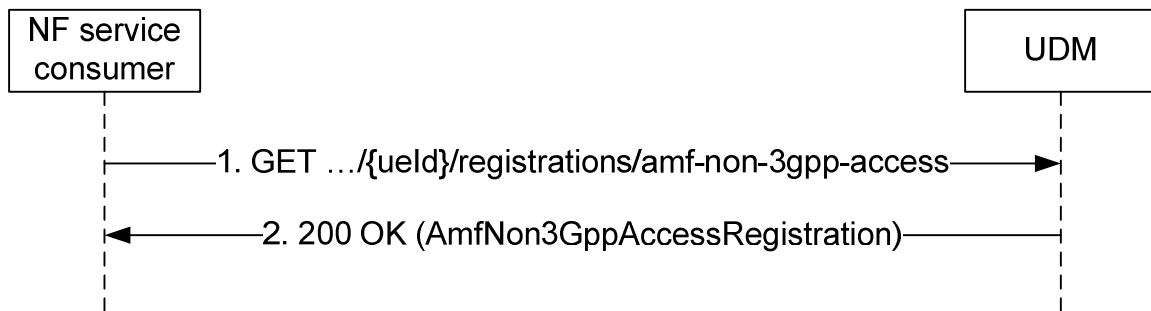 NF service
consumer
UDM
1. GET …/{ueId}/registrations/amf-non-3gpp-access
2. 200 OK (AmfNon3GppAccessRegistration)